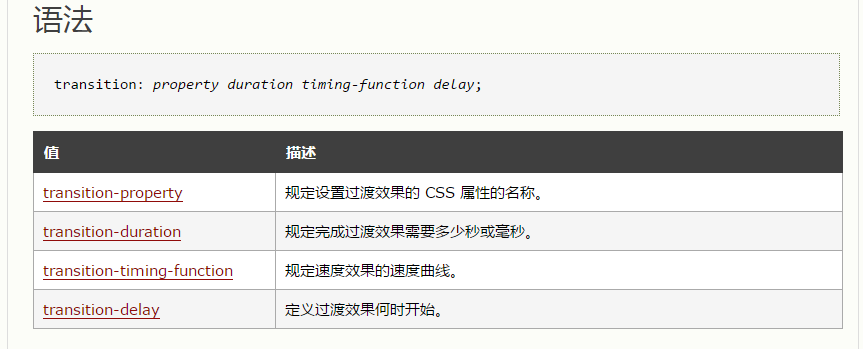 语法
transition: property duration timing-function delay;
值 描述
transition-property 规定设置过渡效果的 CSS 属性的名称。
transition-duration 规定完成过渡效果需要多少秒或毫秒。
transition-timing-function 规定速度效果的速度曲线。
transition-delay 定义过渡效果何时开始。